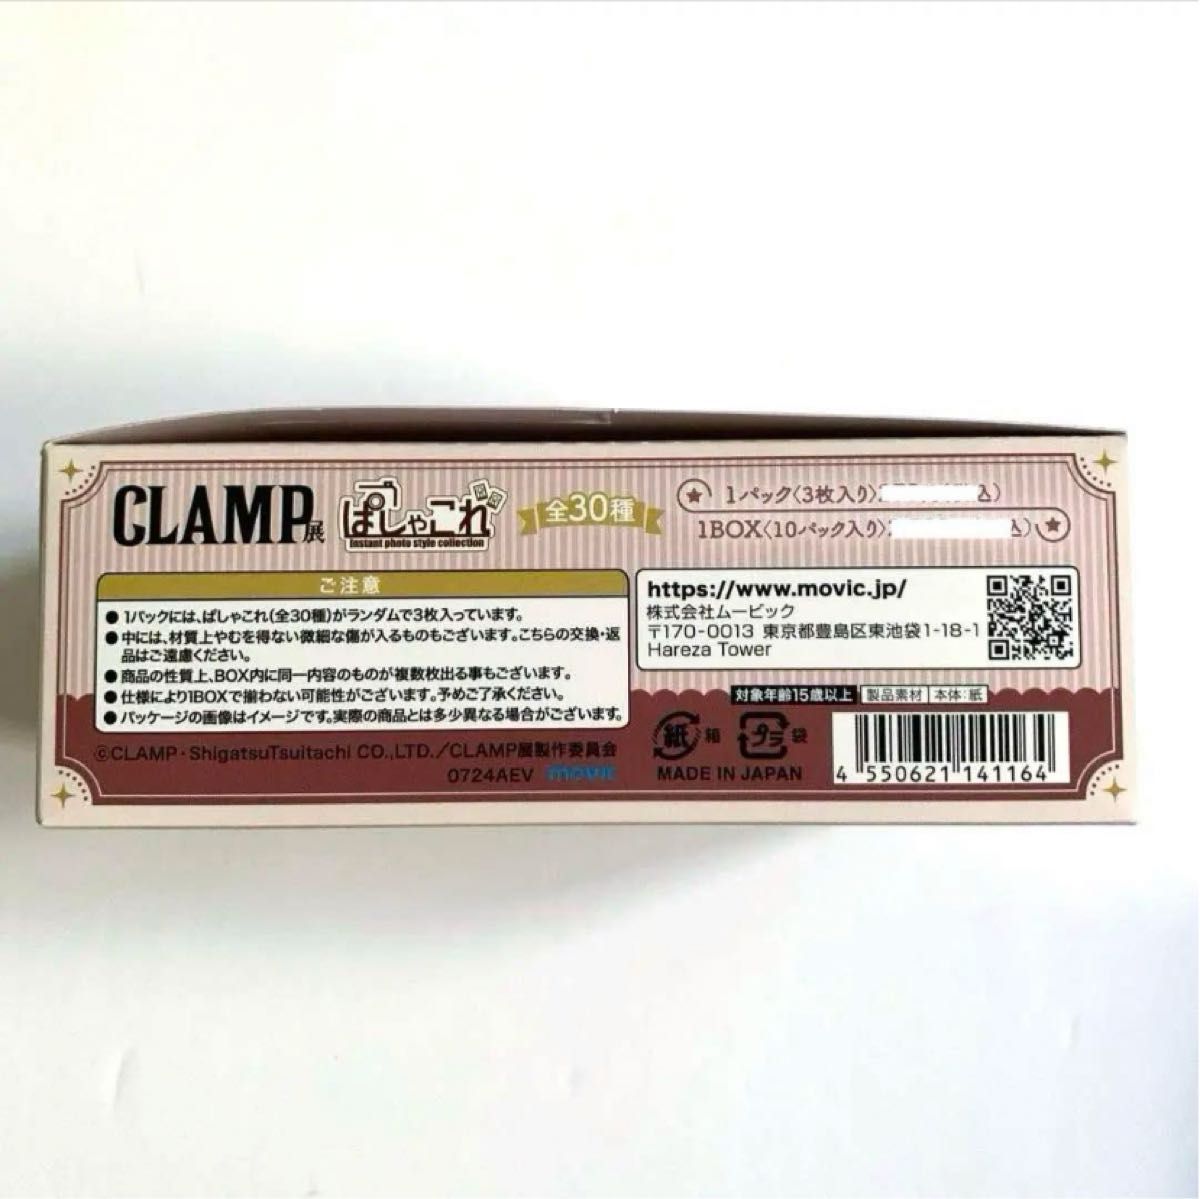 CLAMP展
ぱしゃこれ
Instant photo style collection
全30種
1パック〈3枚入り〉
込）
1BOX〈10パック入り〉
込）
ご注意
●1パックには、ぱしゃこれ(全30種)がランダムで3枚入っています。
●中には、材質上やむを得ない微細な傷が入るものもございます。こちらの交換・返
品はご遠慮ください。
●商品の性質上、BOX内に同一内容のものが複数枚出る事もございます。
●仕様により1BOXで揃わない可能性がございます。予めご了承ください。
●パッケージの画像はイメージです。実際の商品とは多少異なる場合がございます。
©CLAMP・ShigatsuTsuitachi CO.,LTD./CLAMP展製作委員会
0724AEV movic
https://www.movic.jp/
株式会社ムービック
〒170-0013 東京都豊島区東池袋1-18-1
Hareza Tower
対象年齢15歳以上 製品素材 本体：紙
紙 箱 プラ 袋
MADE IN JAPAN
4 550621 141164